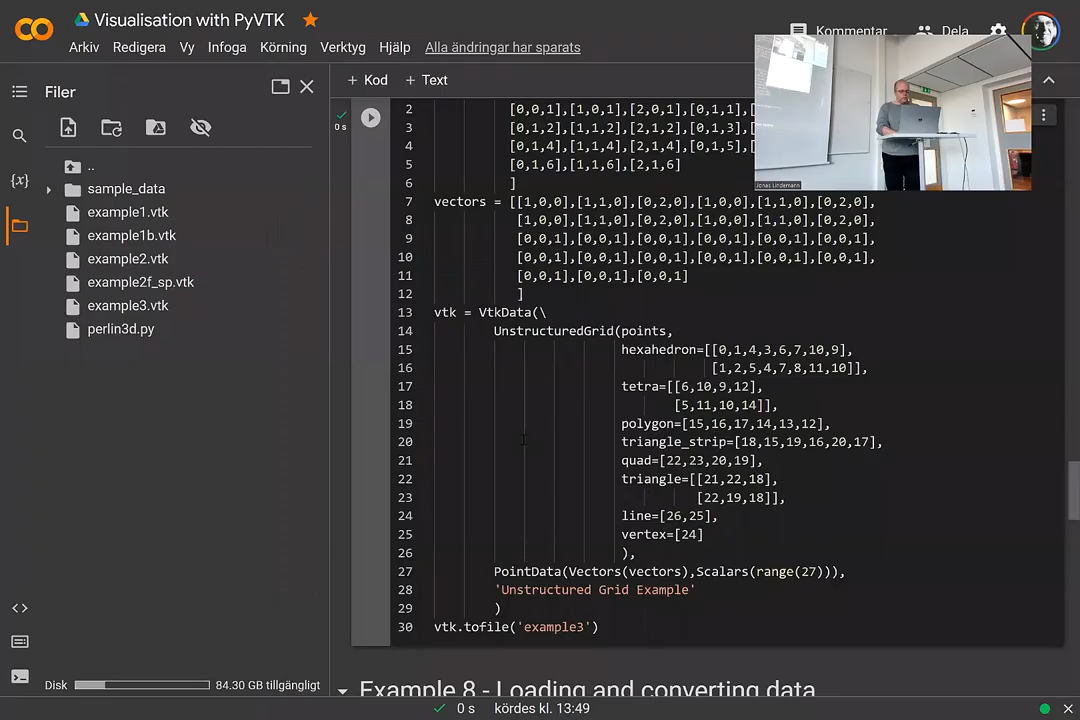 Visualisation with PyVTK
Arkiv Redigera Vy Infoga Körning Verktyg Hjälp Alla ändringar har sparats
Kommentar Dela
Filer
+ Kod + Text
..
sample_data
example1.vtk
example1b.vtk
example2.vtk
example2f_sp.vtk
example3.vtk
perlin3d.py
{x}
0 s
2 [0,0,1],[1,0,1],[2,0,1],[0,1,1],
3 [0,1,2],[1,1,2],[2,1,2],[0,1,3],
4 [0,1,4],[1,1,4],[2,1,4],[0,1,5],
5 [0,1,6],[1,1,6],[2,1,6]
6 ]
7 vectors = [[1,0,0],[1,1,0],[0,2,0],[1,0,0],[1,1,0],[0,2,0],
8 [1,0,0],[1,1,0],[0,2,0],[1,0,0],[1,1,0],[0,2,0],
9 [0,0,1],[0,0,1],[0,0,1],[0,0,1],[0,0,1],[0,0,1],
10 [0,0,1],[0,0,1],[0,0,1],[0,0,1],[0,0,1],[0,0,1],
11 [0,0,1],[0,0,1],[0,0,1]
12 ]
13 vtk = VtkData(\
14 UnstructuredGrid(points,
15 hexahedron=[[0,1,4,3,6,7,10,9],
16 [1,2,5,4,7,8,11,10]],
17 tetra=[[6,10,9,12],
18 [5,11,10,14]],
19 polygon=[15,16,17,14,13,12],
20 triangle_strip=[18,15,19,16,20,17],
21 quad=[22,23,20,19],
22 triangle=[[21,22,18],
23 [22,19,18]],
24 line=[26,25],
25 vertex=[24]
26 ),
27 PointData(Vectors(vectors),Scalars(range(27))),
28 'Unstructured Grid Example'
29 )
30 vtk.tofile('example3')
Jonas Lindemann
Example 8 - Loading and converting data
Disk 84.30 GB tillgängligt
0 s kördes kl. 13:49